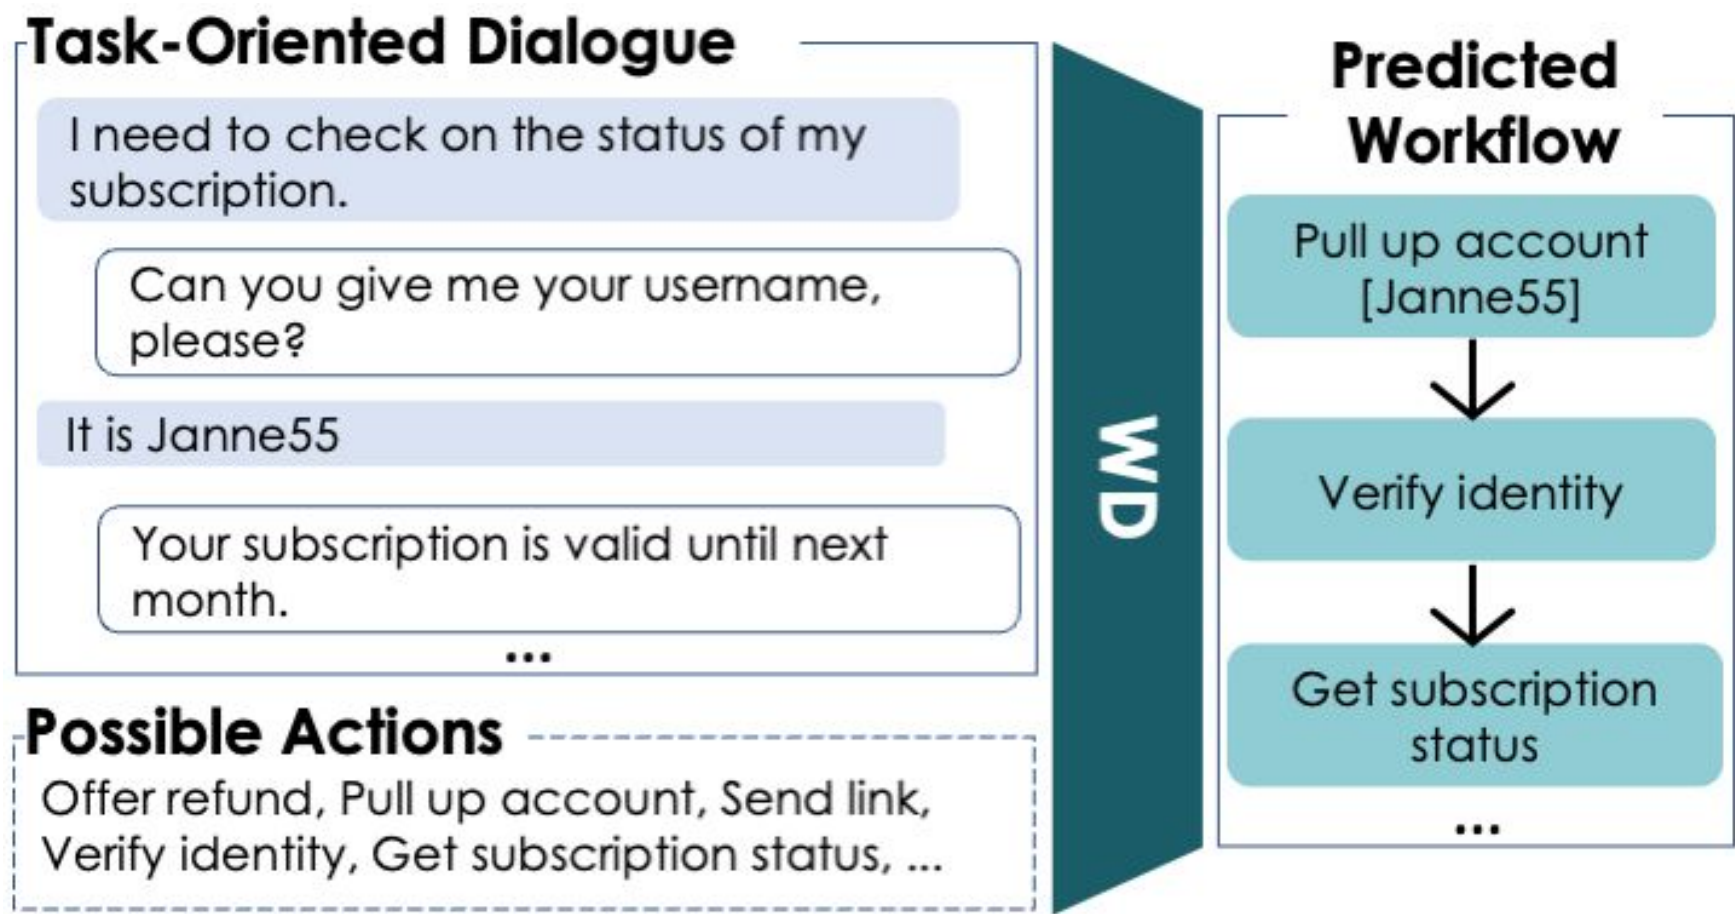 Task-Oriented Dialogue
I need to check on the status of my
subscription.
Can you give me your username,
please?
It is Janne55
Your subscription is valid until next
month.
...
Possible Actions
Offer refund, Pull up account, Send link,
Verify identity, Get subscription status, ...
WD
Predicted
Workflow
Pull up account
[Janne55]
Verify identity
Get subscription
status
...